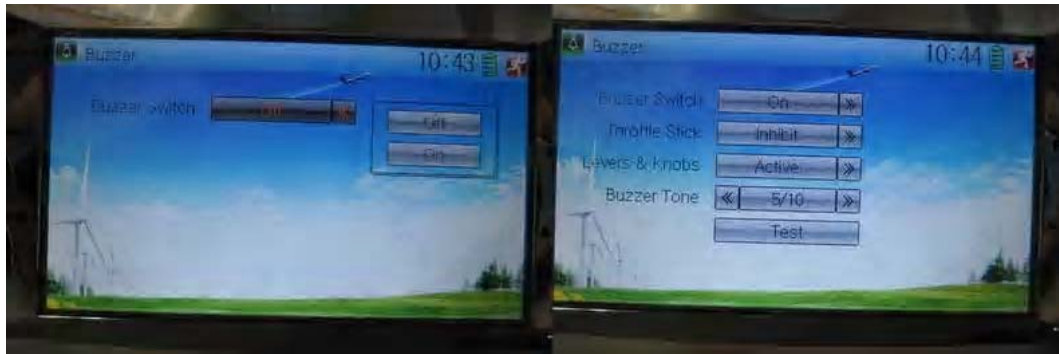 Buzzer
10:43
Buzzer Switch
Off
On
Buzzer
10:44
Buzzer Switch On
Throttle Stick Inhibit
Levers & Knobs Active
Buzzer Tone 5/10
Test